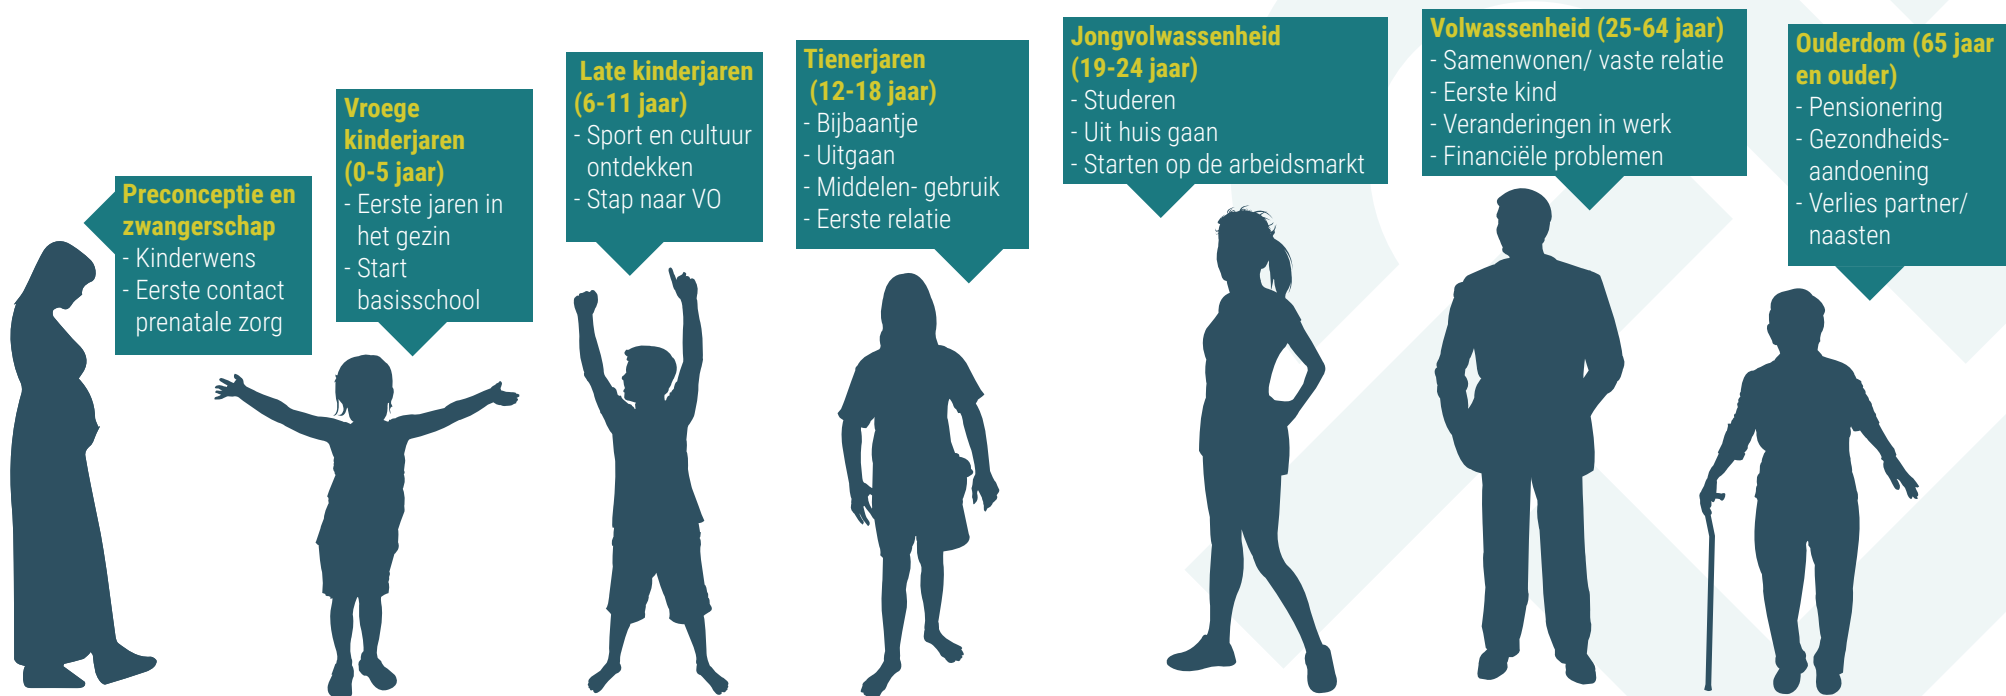 Preconceptie en
zwangerschap
- Kinderwens
- Eerste contact
prenatale zorg
Vroege
kinderjaren
(0-5 jaar)
- Eerste jaren in
het gezin
- Start
basisschool
Late kinderjaren
(6-11 jaar)
- Sport en cultuur
ontdekken
- Stap naar VO
Tienerjaren
(12-18 jaar)
- Bijbaantje
- Uitgaan
- Middelen- gebruik
- Eerste relatie
Jongvolwassenheid
(19-24 jaar)
- Studeren
- Uit huis gaan
- Starten op de arbeidsmarkt
Volwassenheid (25-64 jaar)
- Samenwonen/ vaste relatie
- Eerste kind
- Veranderingen in werk
- Financiële problemen
Ouderdom (65 jaar
en ouder)
- Pensionering
- Gezondheids-
aandoening
- Verlies partner/
naasten